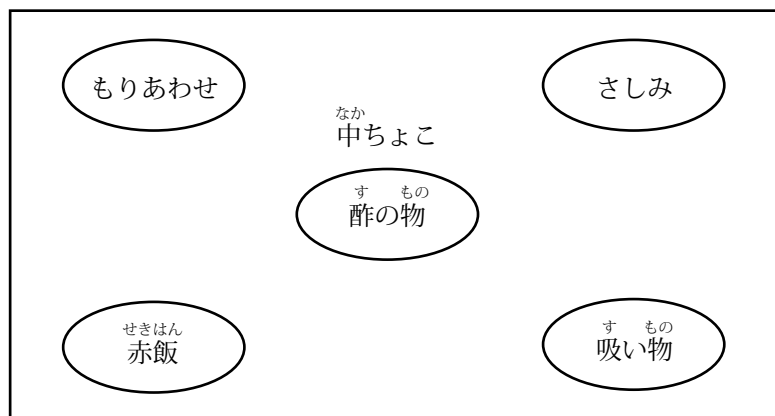 もりあわせ
さしみ
なか
中ちょこ
す もの
酢の物
せきはん
赤飯
す もの
吸い物